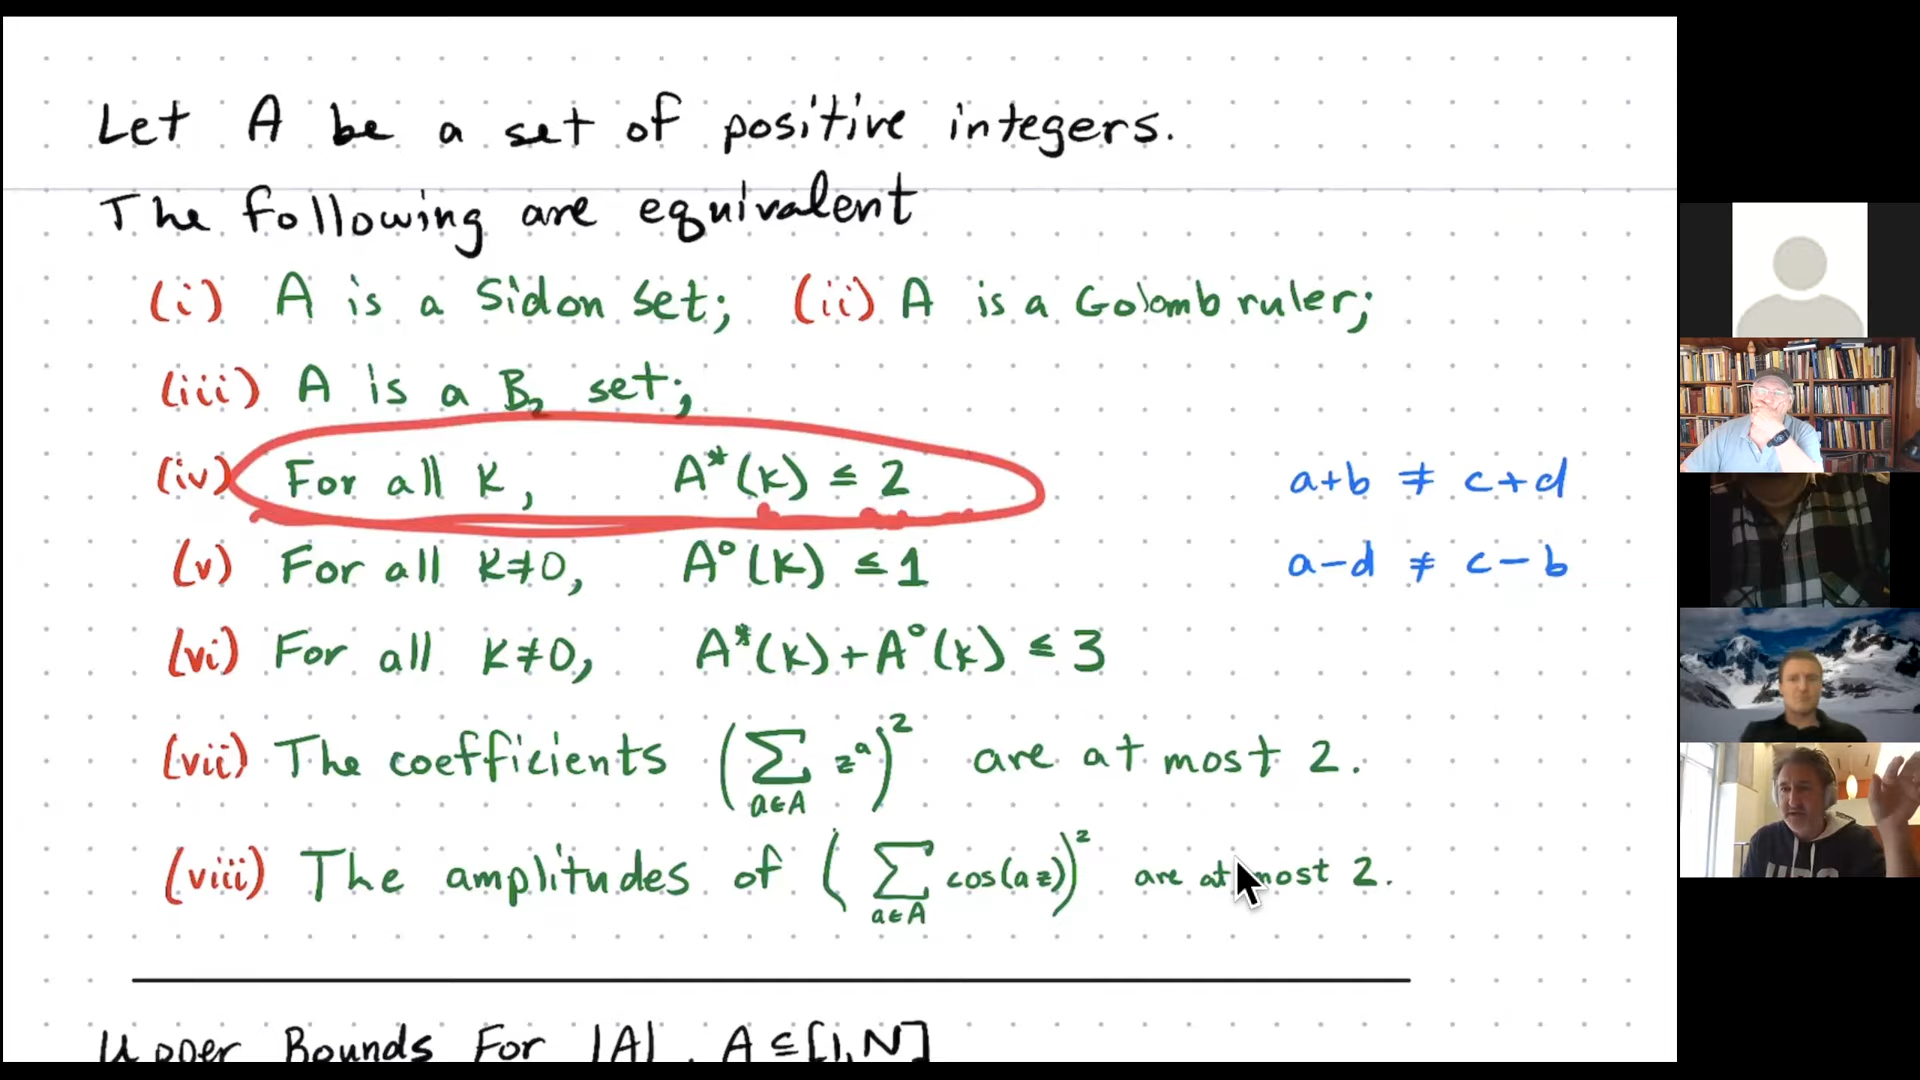 Let A be a set of positive integers.
The following are equivalent
(i) A is a Sidon set; (ii) A is a Golomb ruler;
(iii) A is a B₂ set;
(iv) For all K, A*(k) ≤ 2
a+b ≠ c+d
(v) For all K≠0, A°(k) ≤ 1
a-d ≠ c-b
(vi) For all K≠0, A*(k)+A°(k) ≤ 3
(vii) The coefficients (∑_{a∈A} z^a)² are at most 2.
(viii) The amplitudes of (∑_{a∈A} cos(az))² are at most 2.
Upper Bounds For |A|, A⊆[1,N]